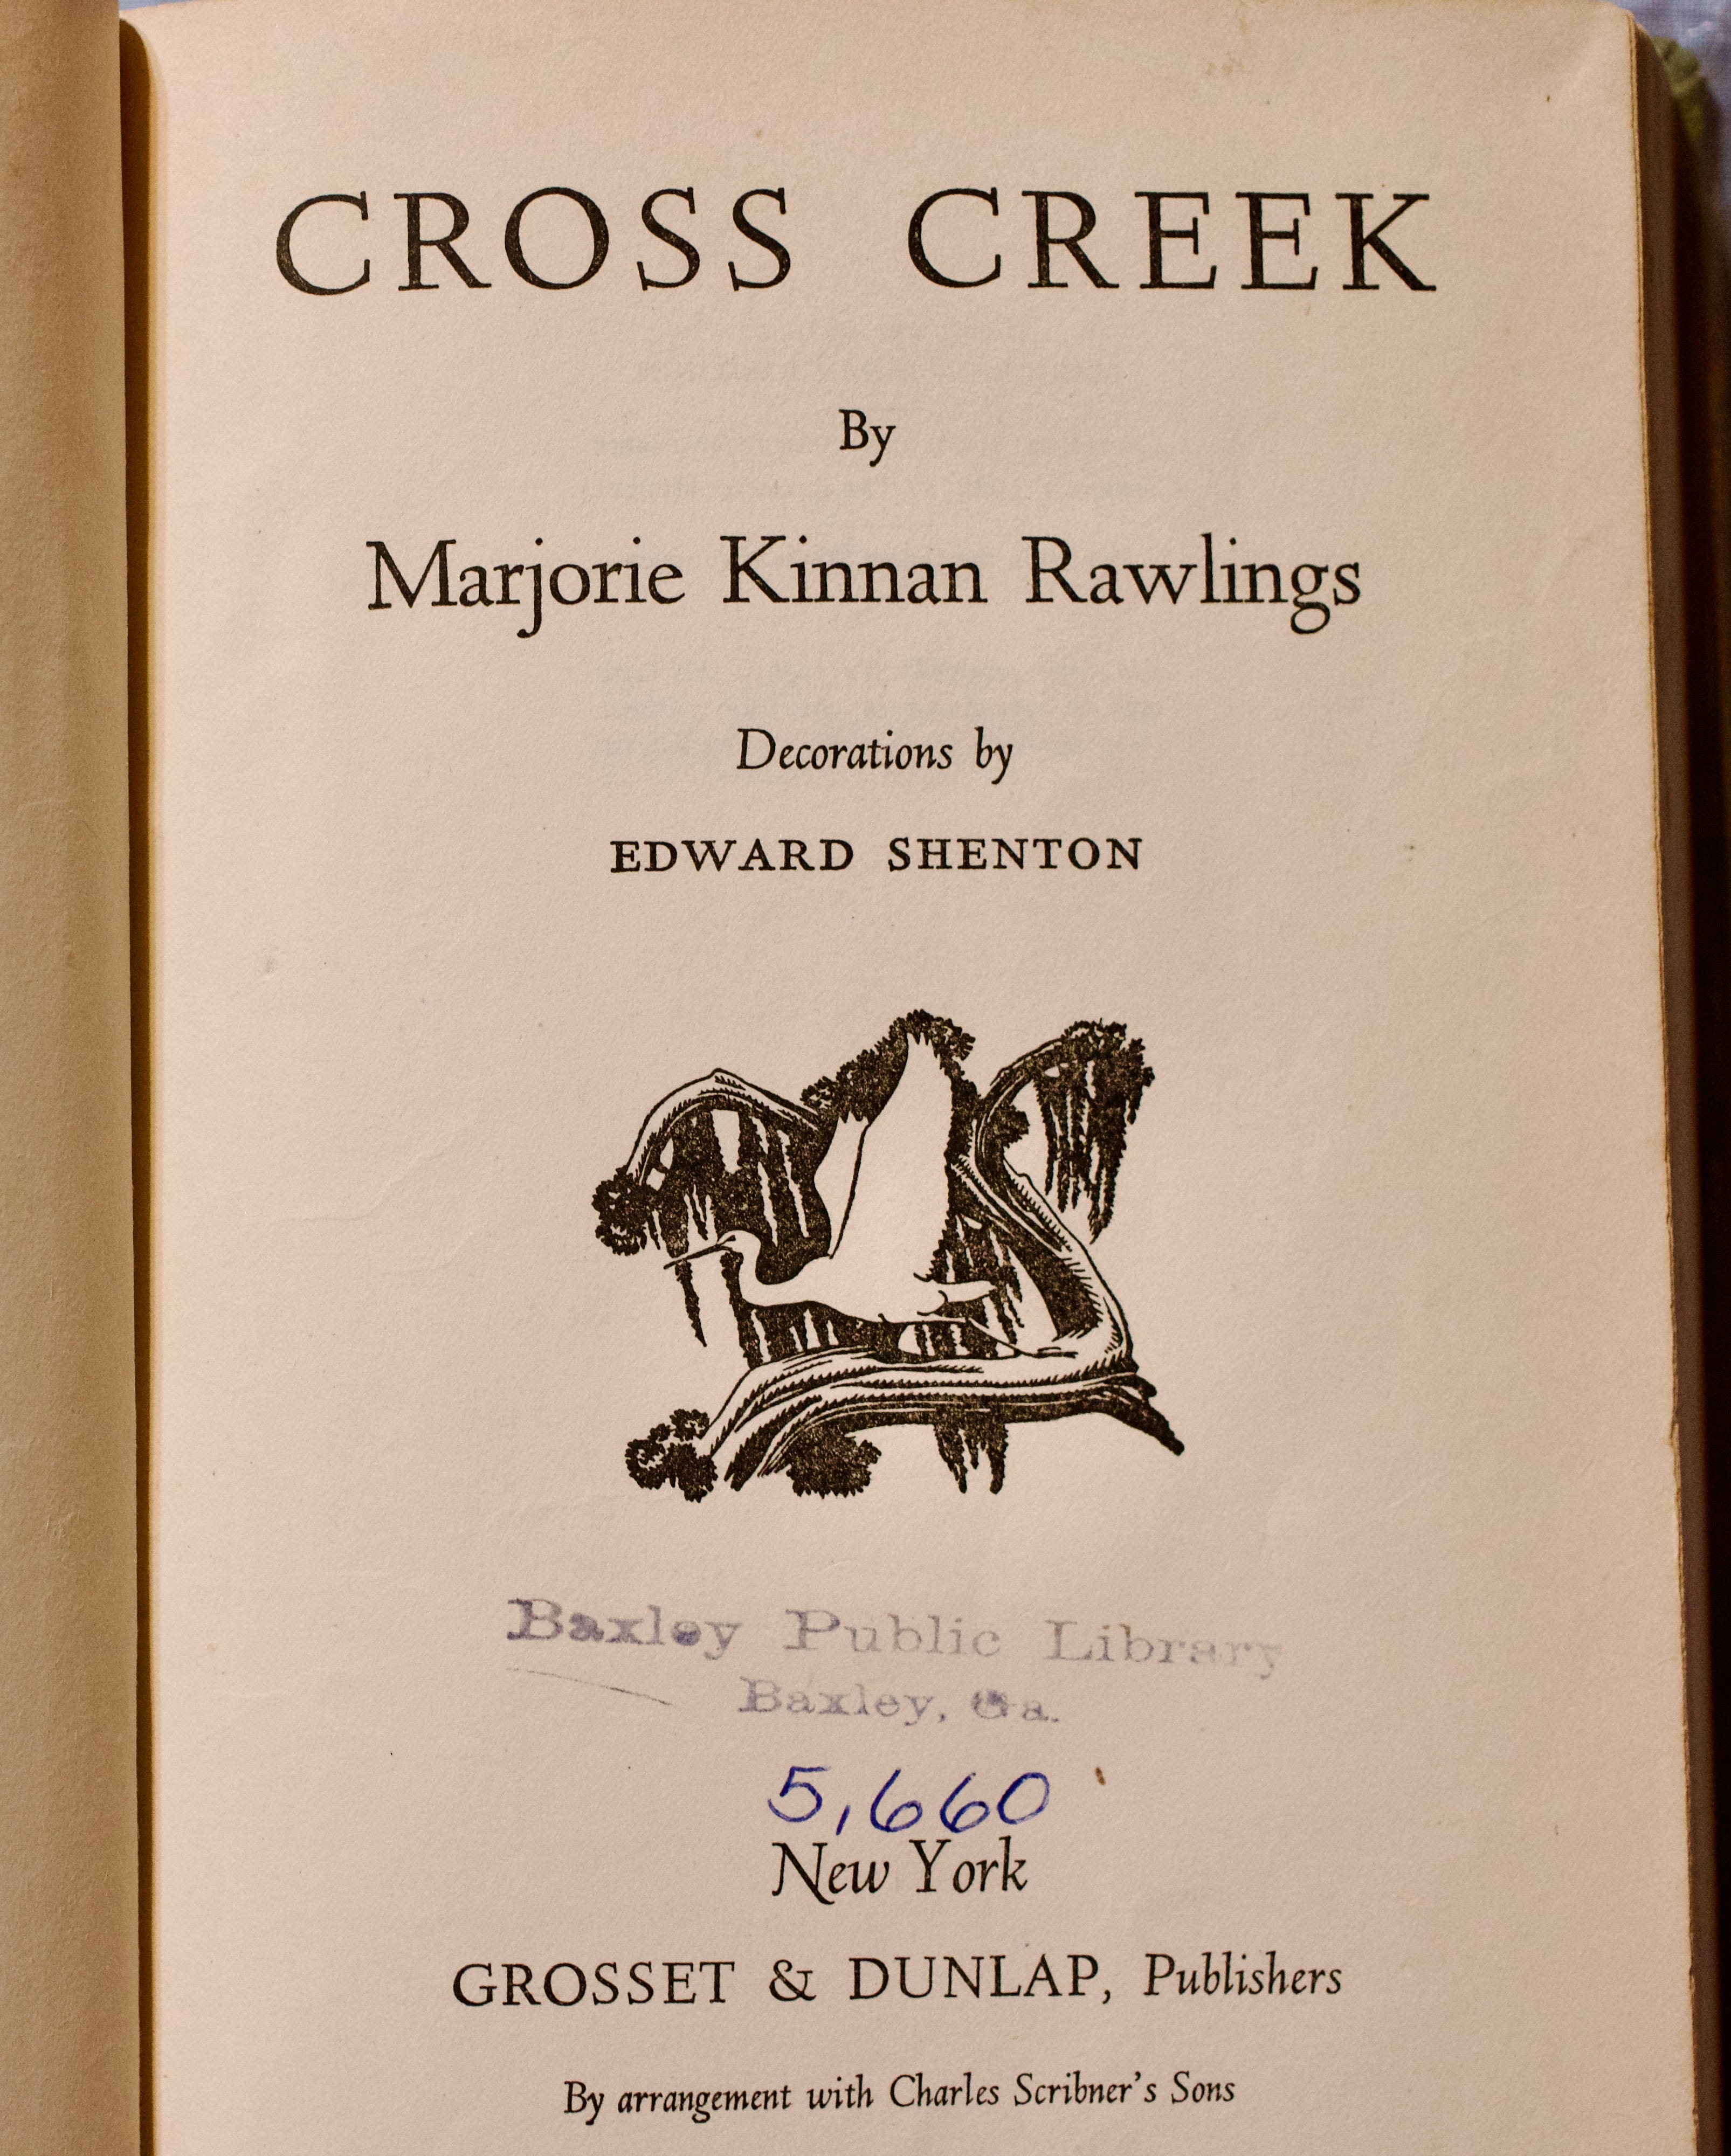 CROSS CREEK
By
Marjorie Kinnan Rawlings
Decorations by
EDWARD SHENTON
Baxley Public Library
Baxley, Ga.
5,660
New York
GROSSET & DUNLAP, Publishers
By arrangement with Charles Scribner's Sons